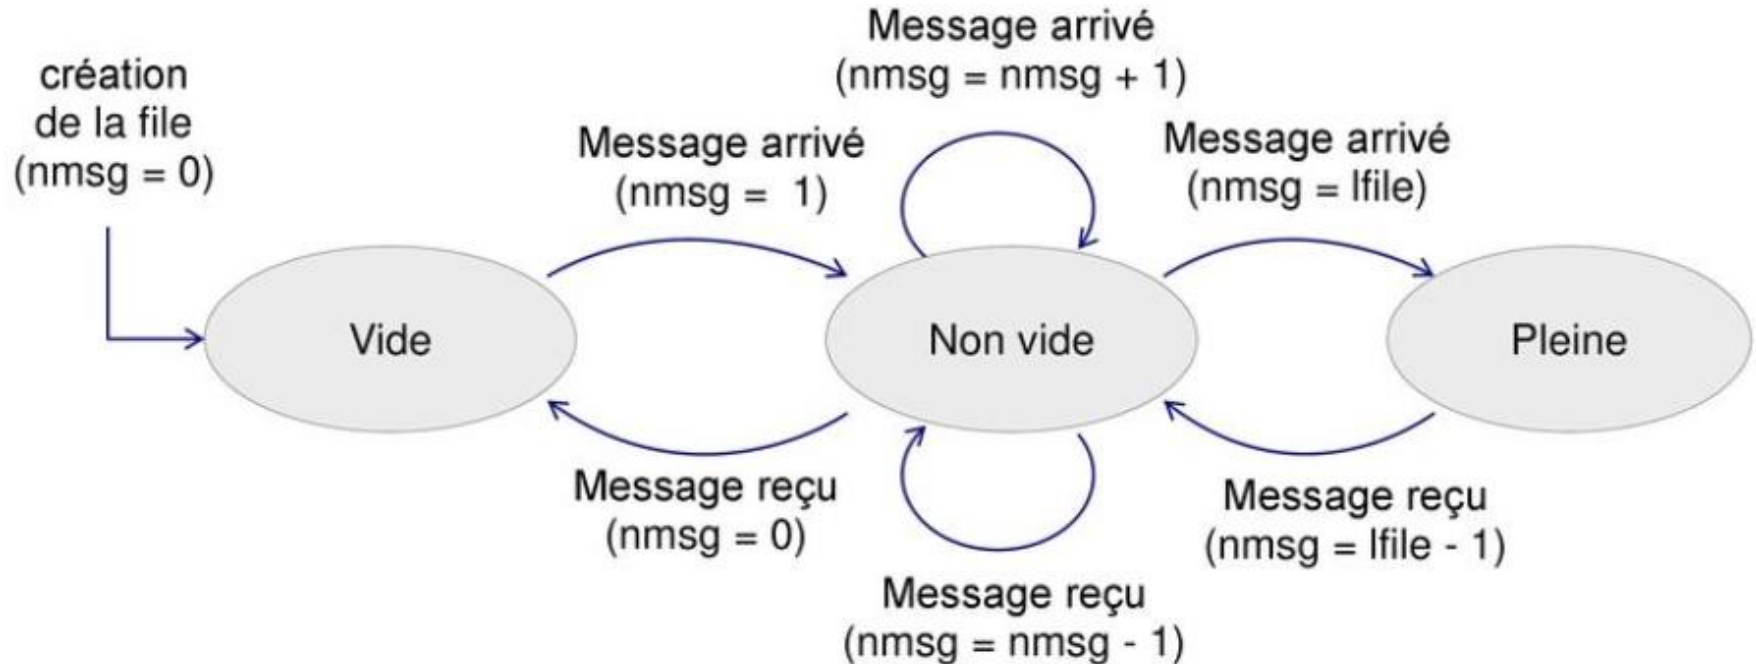 Message arrivé
(nmsg = nmsg + 1)
création
de la file
(nmsg = 0)
Message arrivé
(nmsg =  1)
Message arrivé
(nmsg = lfile)
Vide
Non vide
Pleine
Message reçu
(nmsg = 0)
Message reçu
(nmsg = lfile - 1)
Message reçu
(nmsg = nmsg - 1)